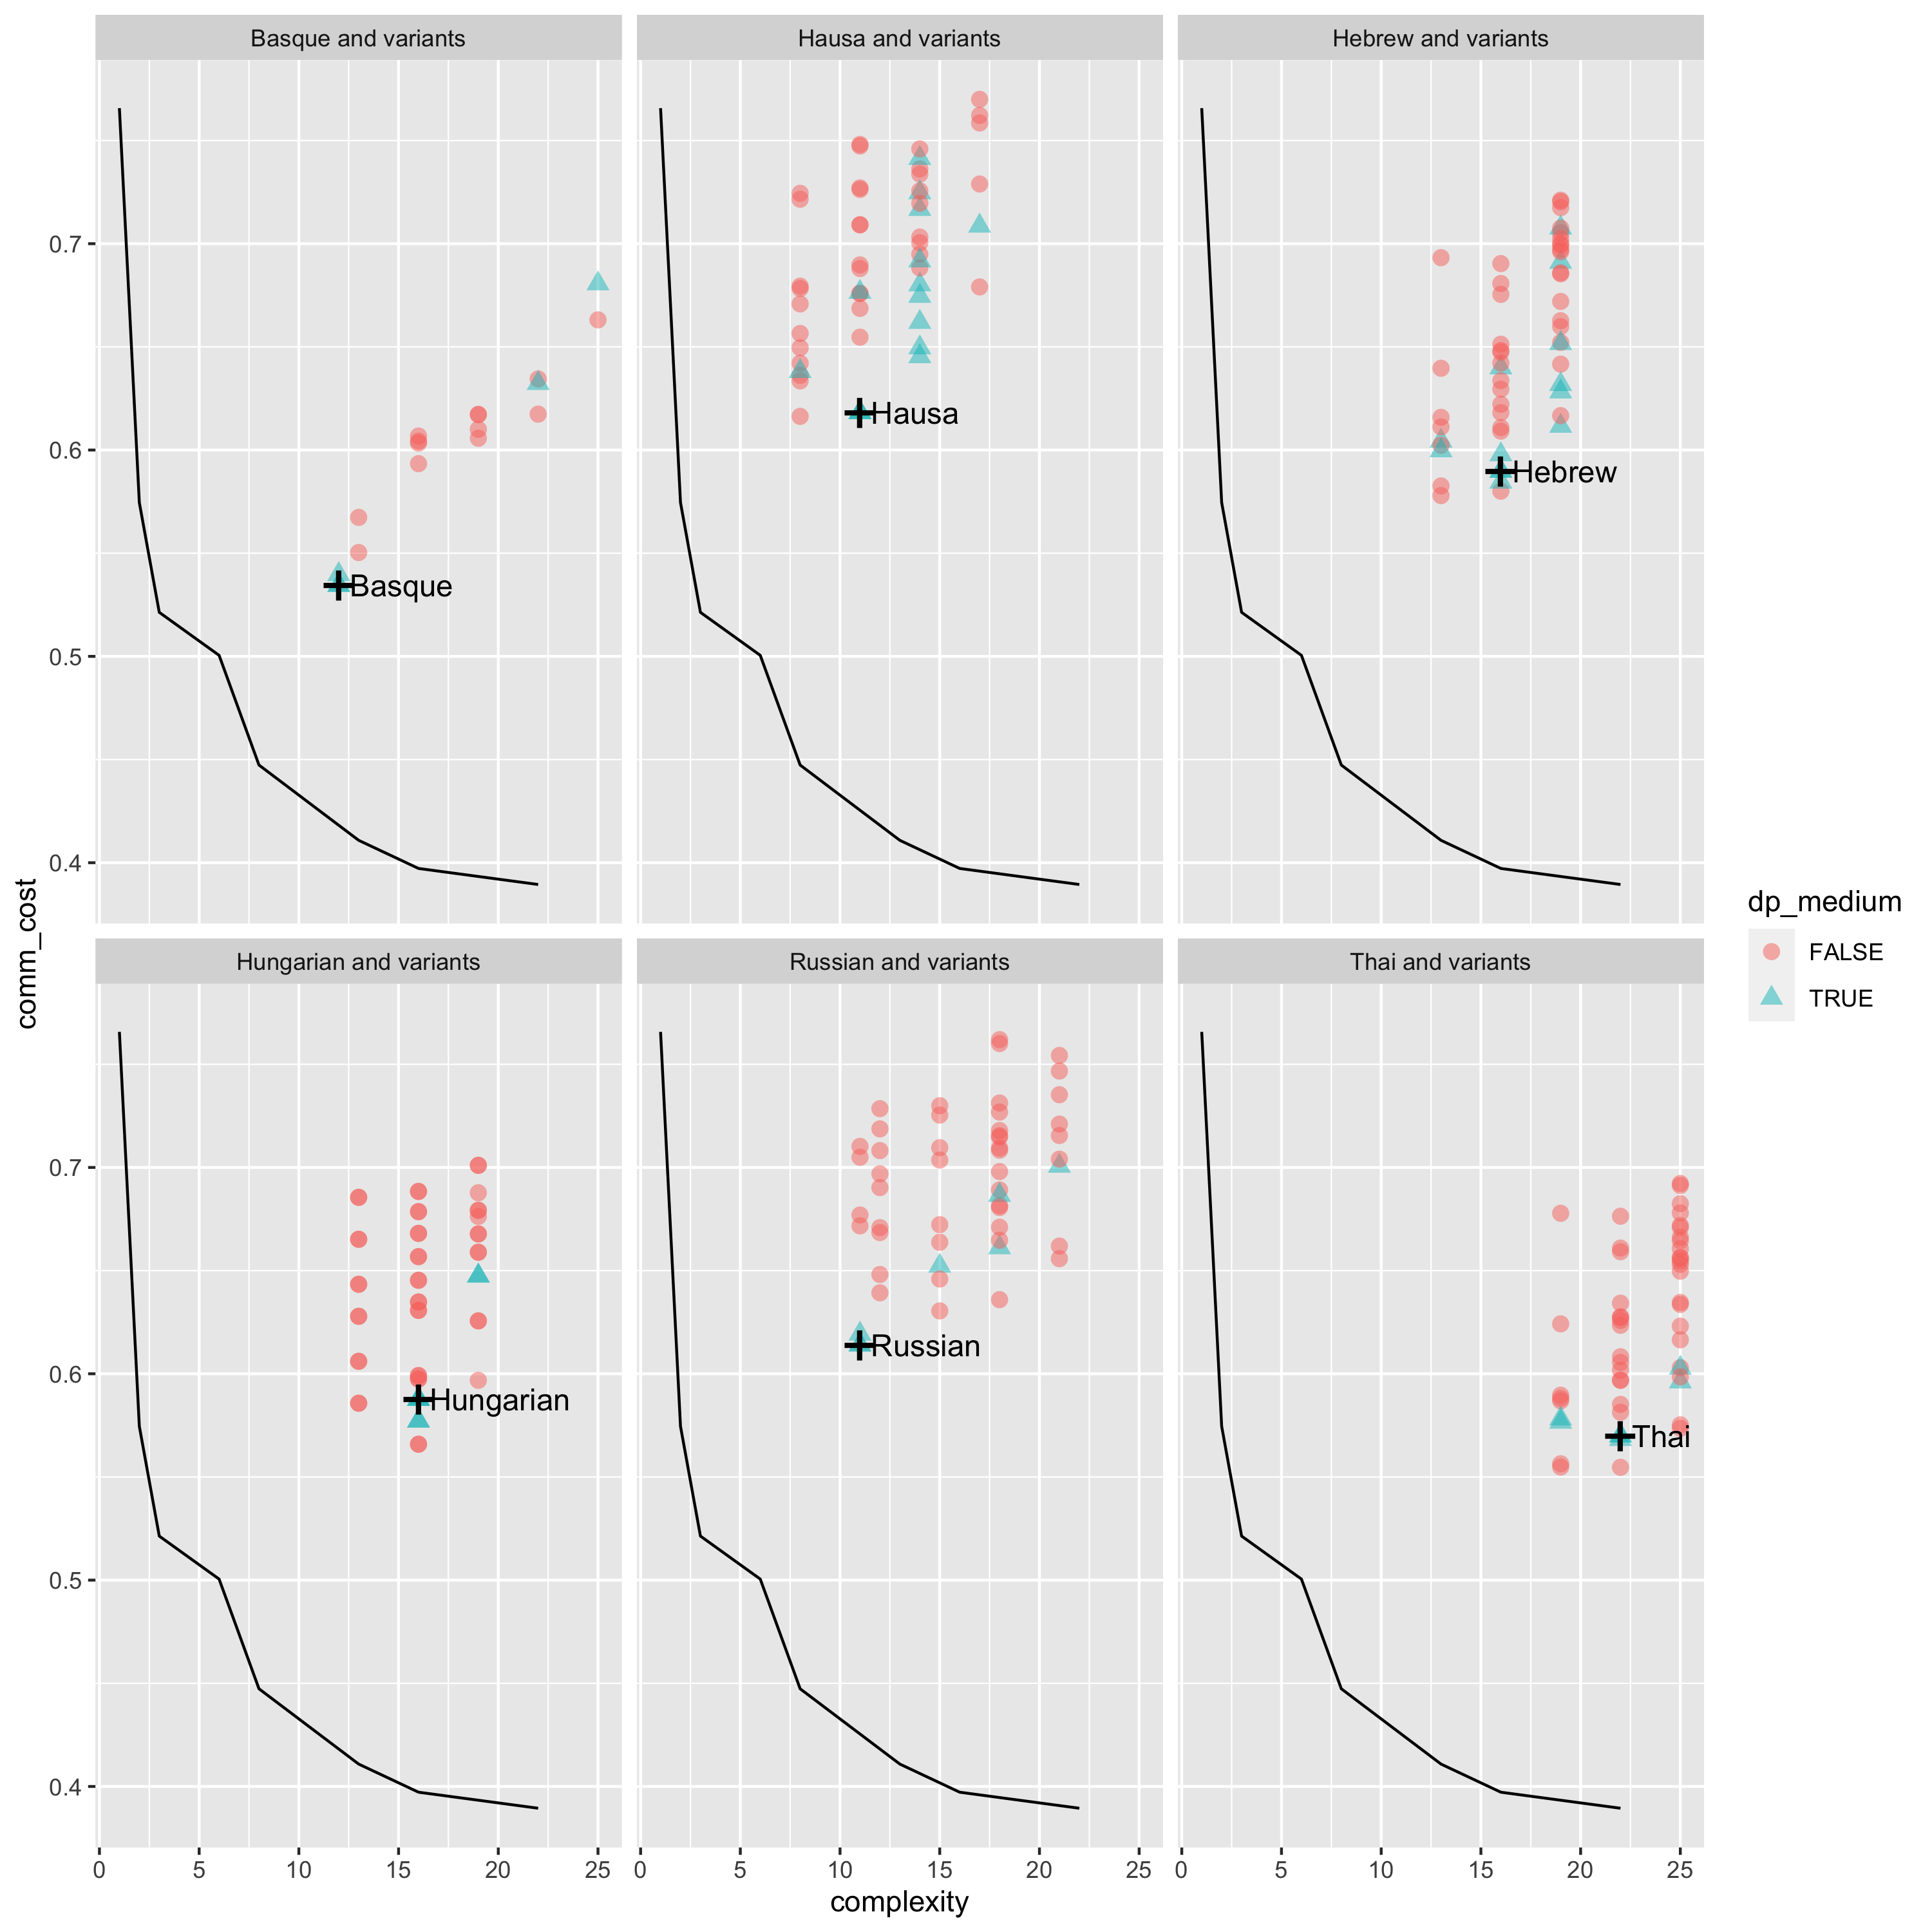 Basque and variants
Hausa and variants
Hebrew and variants
0.7
0.6
0.5
0.4
Basque
Hausa
Hebrew
comm_cost
Hungarian and variants
Russian and variants
Thai and variants
0.7
0.6
0.5
0.4
Hungarian
Russian
Thai
0 5 10 15 20 25
0 5 10 15 20 25
0 5 10 15 20 25
complexity
dp_medium
FALSE
TRUE